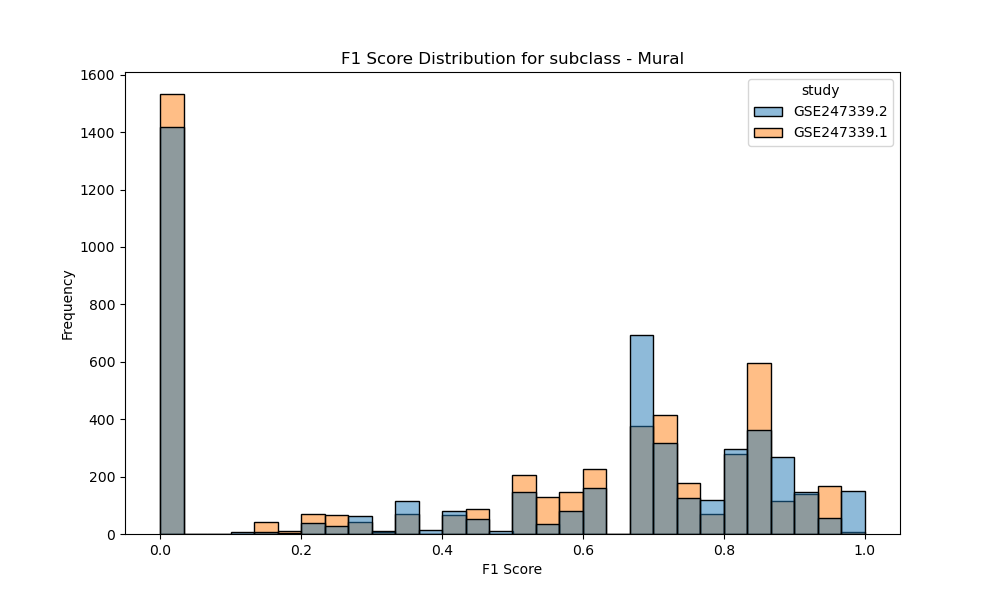 F1 Score Distribution for subclass - Mural
study
GSE247339.2
GSE247339.1
Frequency
1600
1400
1200
1000
800
600
400
200
0
0.0 0.2 0.4 0.6 0.8 1.0
F1 Score